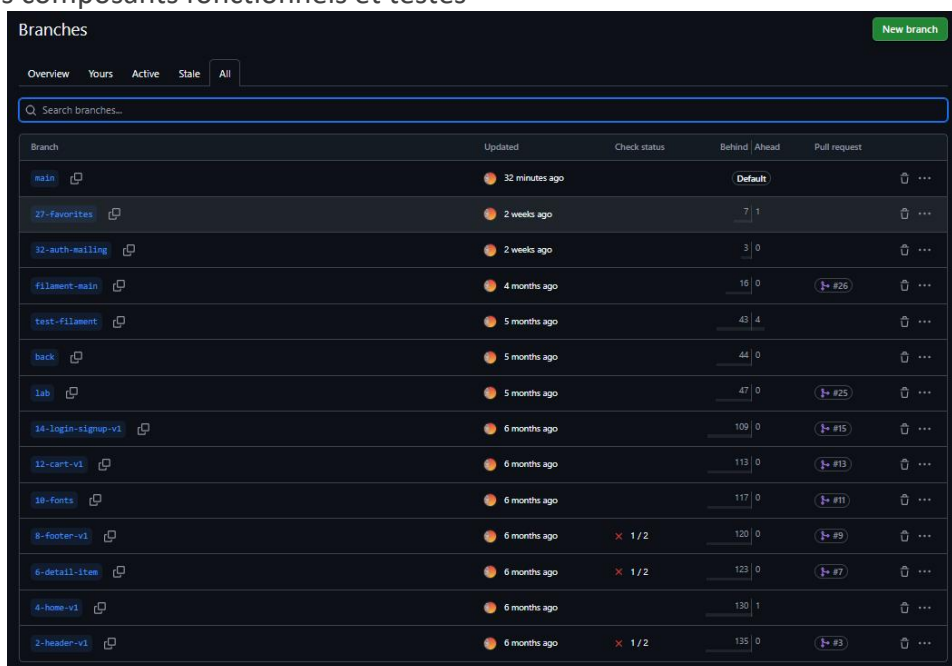 s composants fonctionnels et testés
Branches New branch
Overview Yours Active Stale All
Search branches...
Branch Updated Check status Behind Ahead Pull request
main 32 minutes ago Default
27-favorites 2 weeks ago 7 1
32-auth-mailing 2 weeks ago 3 0
filament-main 4 months ago 16 0 #26
test-filament 5 months ago 43 4
back 5 months ago 44 0
lab 5 months ago 47 0 #25
14-login-signup-v1 6 months ago 109 0 #15
12-cart-v1 6 months ago 113 0 #13
10-fonts 6 months ago 117 0 #11
8-footer-v1 6 months ago 1 / 2 120 0 #9
6-detail-item 6 months ago 1 / 2 123 0 #7
4-home-v1 6 months ago 130 1
2-header-v1 6 months ago 1 / 2 135 0 #3